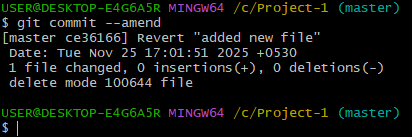 USER@DESKTOP-E4G6A5R MINGW64 /c/Project-1 (master)
$ git commit --amend
[master ce36166] Revert "added new file"
 Date: Tue Nov 25 17:01:51 2025 +0530
 1 file changed, 0 insertions(+), 0 deletions(-)
 delete mode 100644 file

USER@DESKTOP-E4G6A5R MINGW64 /c/Project-1 (master)
$